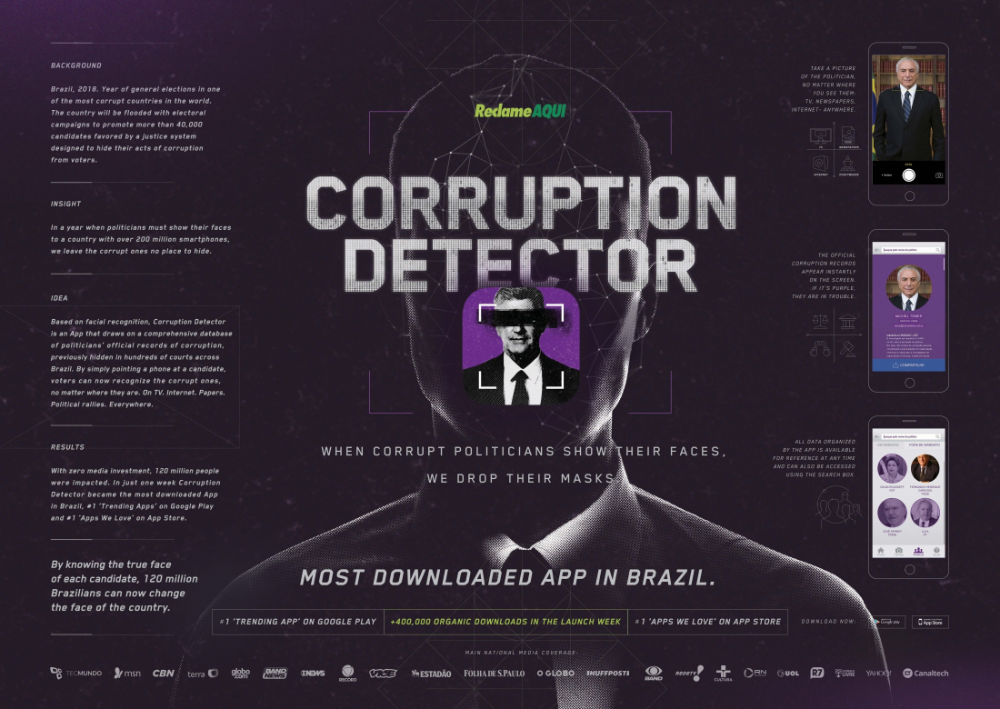 BACKGROUND
Brazil, 2018. Year of general elections in one
of the most corrupt countries in the world.
The country will be flooded with electoral
campaigns to promote more than 40,000
candidates favored by a justice system
designed to hide their acts of corruption
from voters.
INSIGHT
In a year when politicians must show their faces
to a country with over 200 million smartphones,
we leave the corrupt ones no place to hide.
IDEA
Based on facial recognition, Corruption Detector
is an App that draws on a comprehensive database
of politicians' official records of corruption,
previously hidden in hundreds of courts across
Brazil. By simply pointing a phone at a candidate,
voters can now recognize the corrupt ones,
no matter where they are. On TV. Internet. Papers.
Political rallies. Everywhere.
RESULTS
With zero media investment, 120 million people
were impacted. In just one week Corruption
Detector became the most downloaded App
in Brazil, #1 'Trending Apps' on Google Play
and #1 'Apps We Love' on App Store.
By knowing the true face
of each candidate, 120 million
Brazilians can now change
the face of the country.
ReclameAQUI
CORRUPTION
DETECTOR
WHEN CORRUPT POLITICIANS SHOW THEIR FACES,
WE DROP THEIR MASKS
MOST DOWNLOADED APP IN BRAZIL.
#1 'TRENDING APP' ON GOOGLE PLAY
+400,000 ORGANIC DOWNLOADS IN THE LAUNCH WEEK
#1 'APPS WE LOVE' ON APP STORE
TAKE A PICTURE
OF THE POLITICIAN,
NO MATTER WHERE
YOU SEE THEM:
TV, NEWSPAPERS,
INTERNET- ANYWHERE.
THE OFFICIAL
CORRUPTION RECORDS
APPEAR INSTANTLY
ON THE SCREEN.
IF IT'S PURPLE,
THEY ARE IN TROUBLE.
COMPARTILHAR
ALL DATA ORGANIZED
BY THE APP IS AVAILABLE
FOR REFERENCE AT ANY TIME
AND CAN ALSO BE ACCESSED
USING THE SEARCH BOX.
DOWNLOAD NOW:
Google play
App Store
MAIN NATIONAL MEDIA COVERAGE:
TECMUNDO msn CBN terra globo.com BAND NEWS RECORD VICE ESTADÃO FOLHA DE S.PAULO O GLOBO HUFFPOST BAND CULTURA RN UOL R7 YAHOO! Canaltech